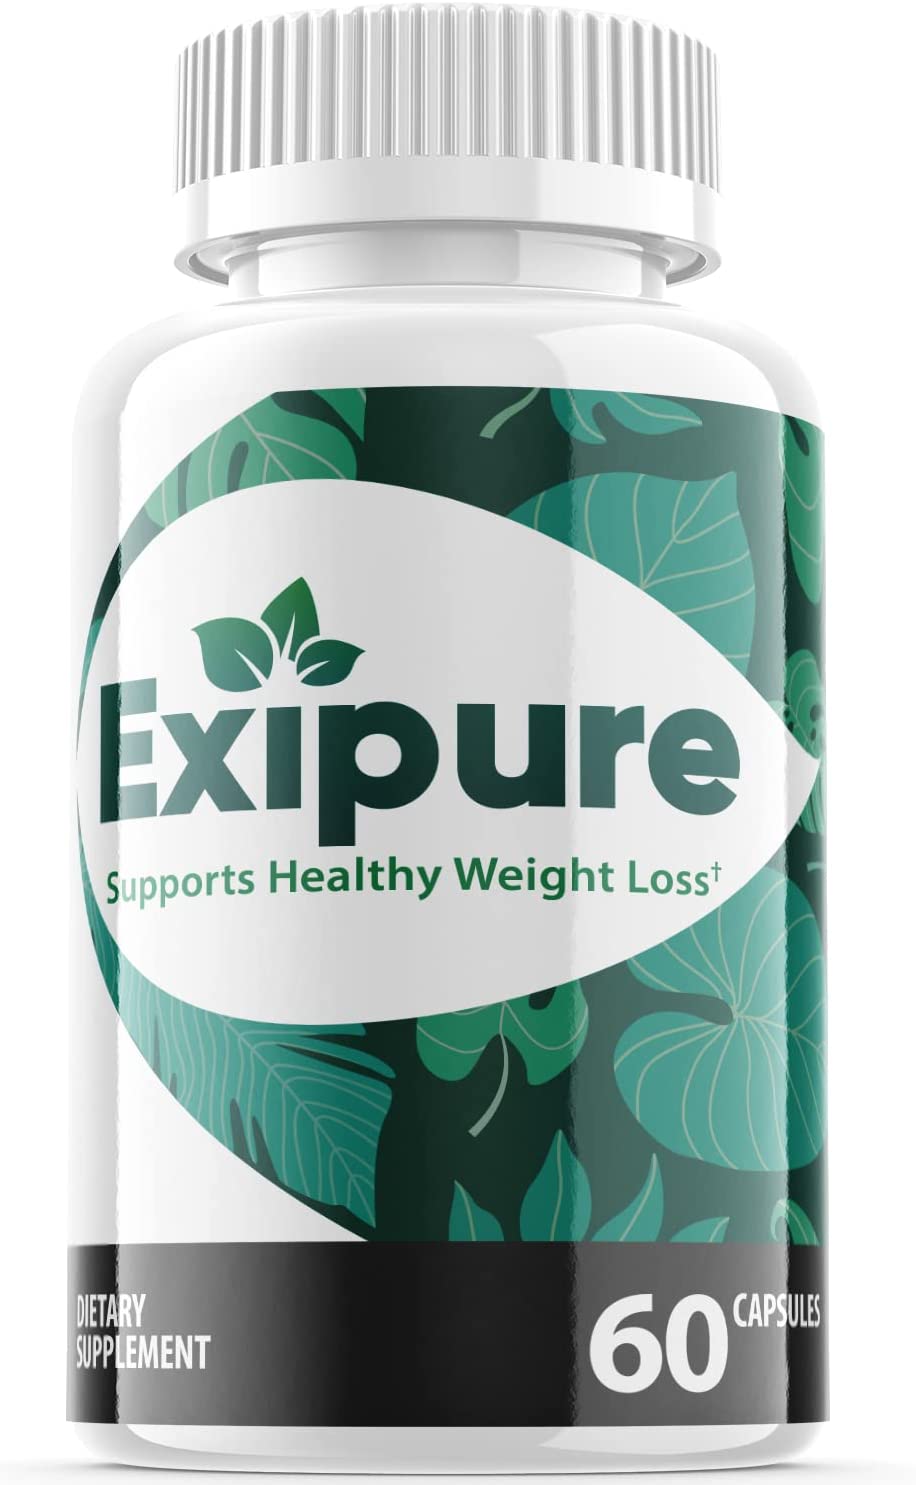 Exipure
Supports Healthy Weight Loss†
DIETARY
SUPPLEMENT
60 CAPSULES